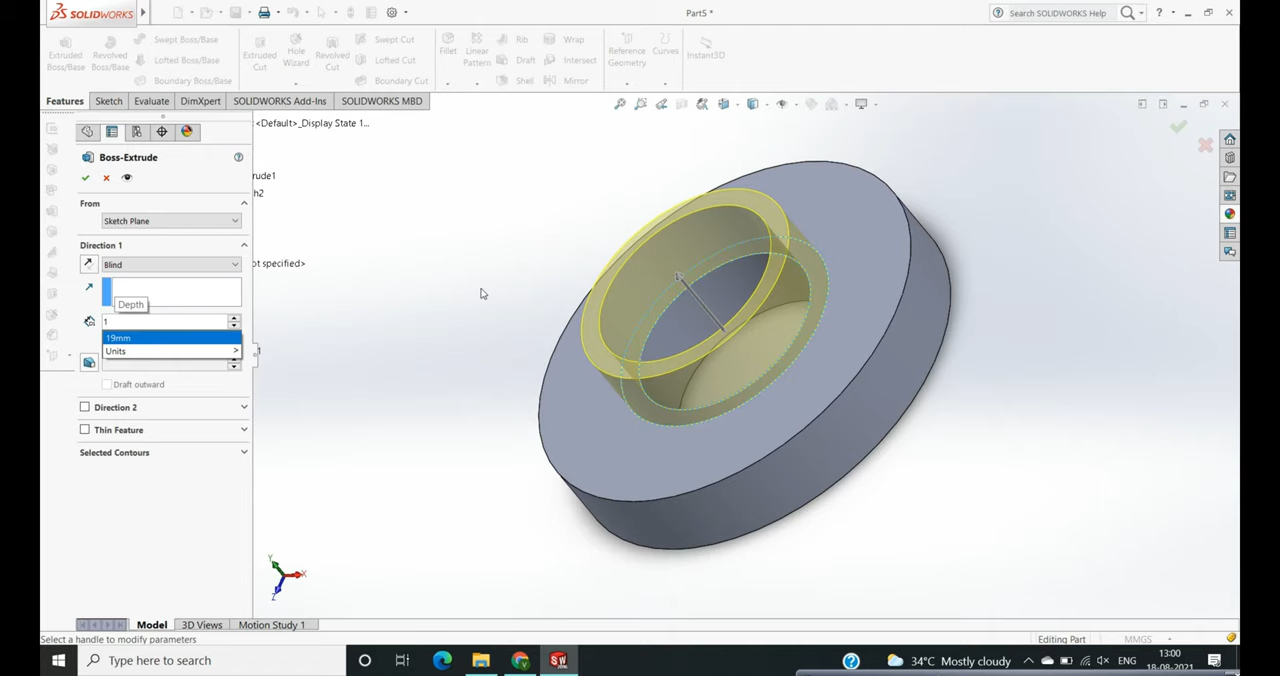 SOLIDWORKS
Part5 *
Search SOLIDWORKS Help
Extruded Boss/Base
Revolved Boss/Base
Swept Boss/Base
Lofted Boss/Base
Boundary Boss/Base
Extruded Cut
Hole Wizard
Revolved Cut
Swept Cut
Lofted Cut
Boundary Cut
Fillet
Linear Pattern
Rib
Draft
Shell
Wrap
Intersect
Mirror
Reference Geometry
Curves
Instant3D
Features
Sketch
Evaluate
DimXpert
SOLIDWORKS Add-Ins
SOLIDWORKS MBD
<Default>_Display State 1...
Boss-Extrude
?
rude1
h2
From
Sketch Plane
Direction 1
Blind
ot specified>
Depth
1
19mm
Units >
1
Draft outward
Direction 2
Thin Feature
Selected Contours
Y
X
Z
Model
3D Views
Motion Study 1
Select a handle to modify parameters
Editing Part
MMGS
Type here to search
SW
34°C Mostly cloudy
ENG
13:00
18-08-2021